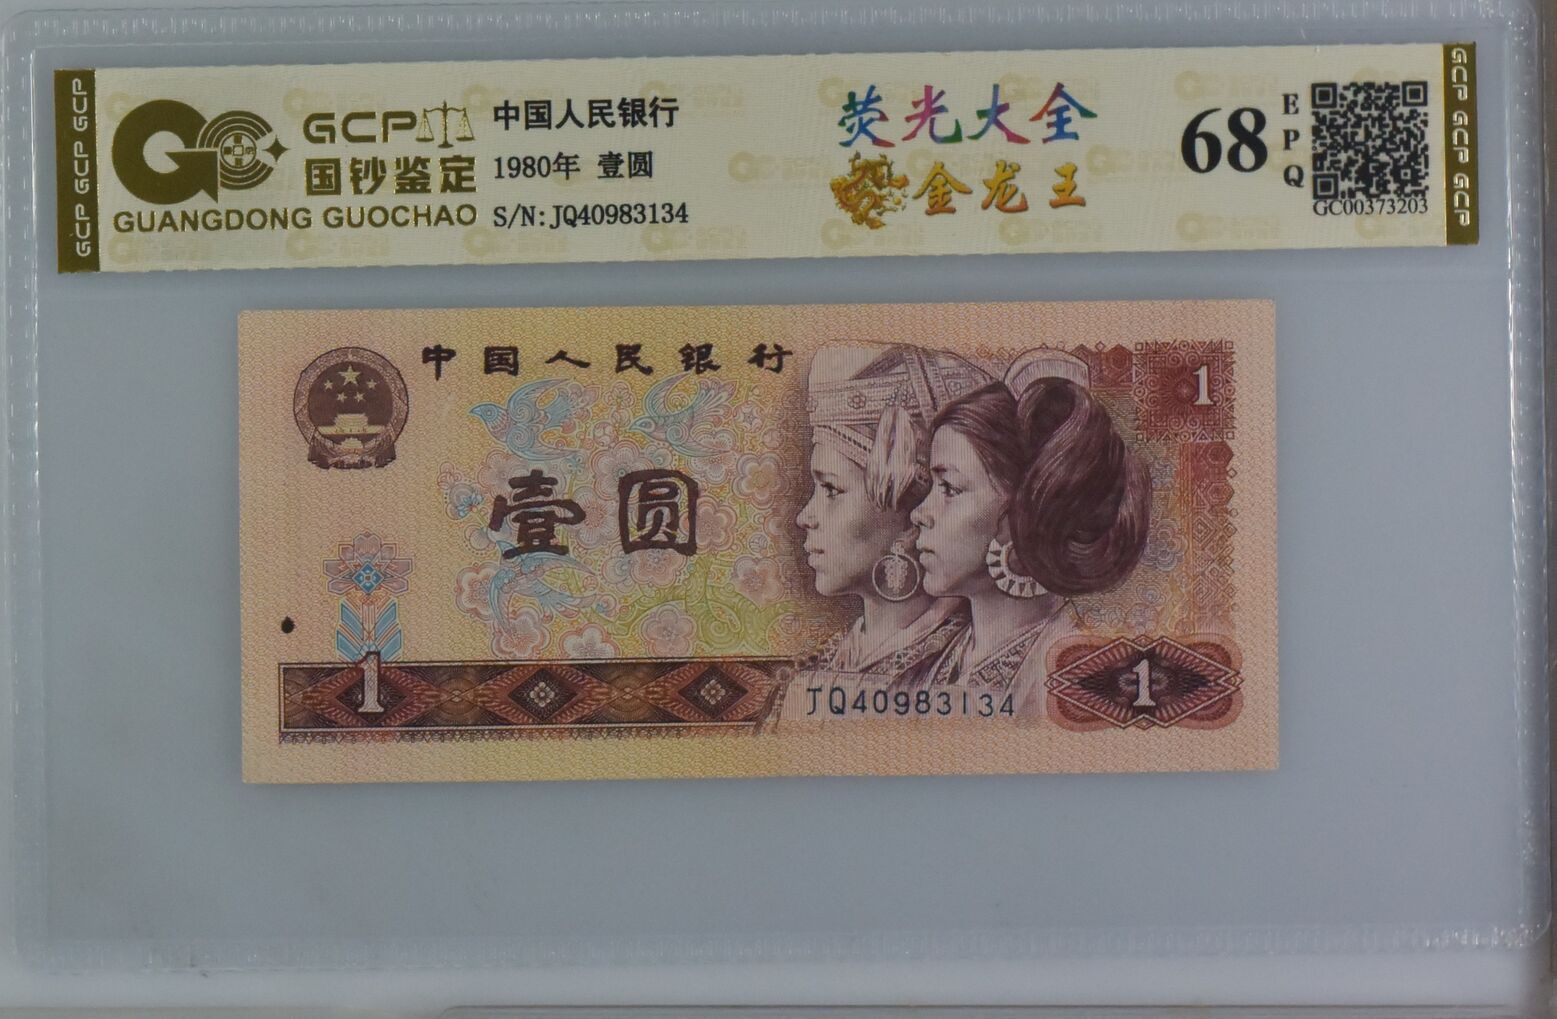 GCP GCP GCP
GCP
国钞鉴定
GUANGDONG GUOCHAO
中国人民银行
1980年 壹圆
S/N:JQ40983134
荧光大全
金龙王
68
EPQ
GC00373203
GCP GCP GCP
中国人民银行
1
壹圆
1
JQ40983134
1